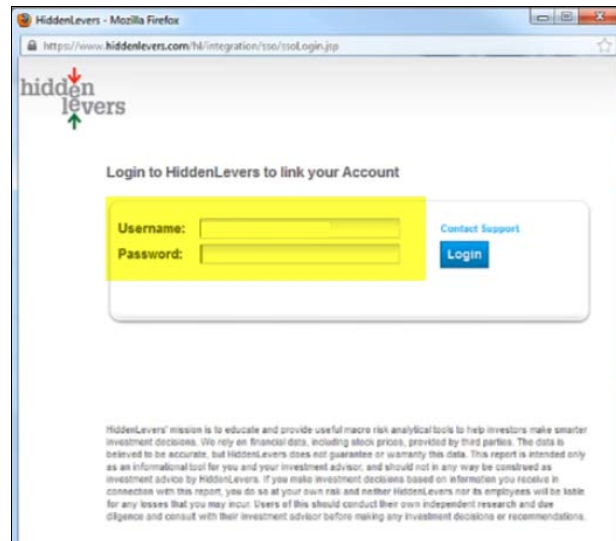 HiddenLevers - Mozilla Firefox
https://www.hiddenlevers.com/hl/integration/sso/ssoLogin.jsp
hidden
levers
Login to HiddenLevers to link your Account
Username:
Contact Support
Password:
Login
HiddenLevers' mission is to educate and provide useful macro risk analytical tools to help investors make smarter
investment decisions. We rely on financial data, including stock prices, provided by third parties. The data is
believed to be accurate, but HiddenLevers does not guarantee or warranty this data. This report is intended only
as an informational tool for you and your investment advisor, and should not in any way be construed as
investment advice by HiddenLevers. If you make investment decisions based on information you receive in
connection with this report, you do so at your own risk and neither HiddenLevers nor its employees will be liable
for any losses that you may incur. Users of this should conduct their own independent research and due
diligence and consult with their investment advisor before making any investment decisions or recommendations.